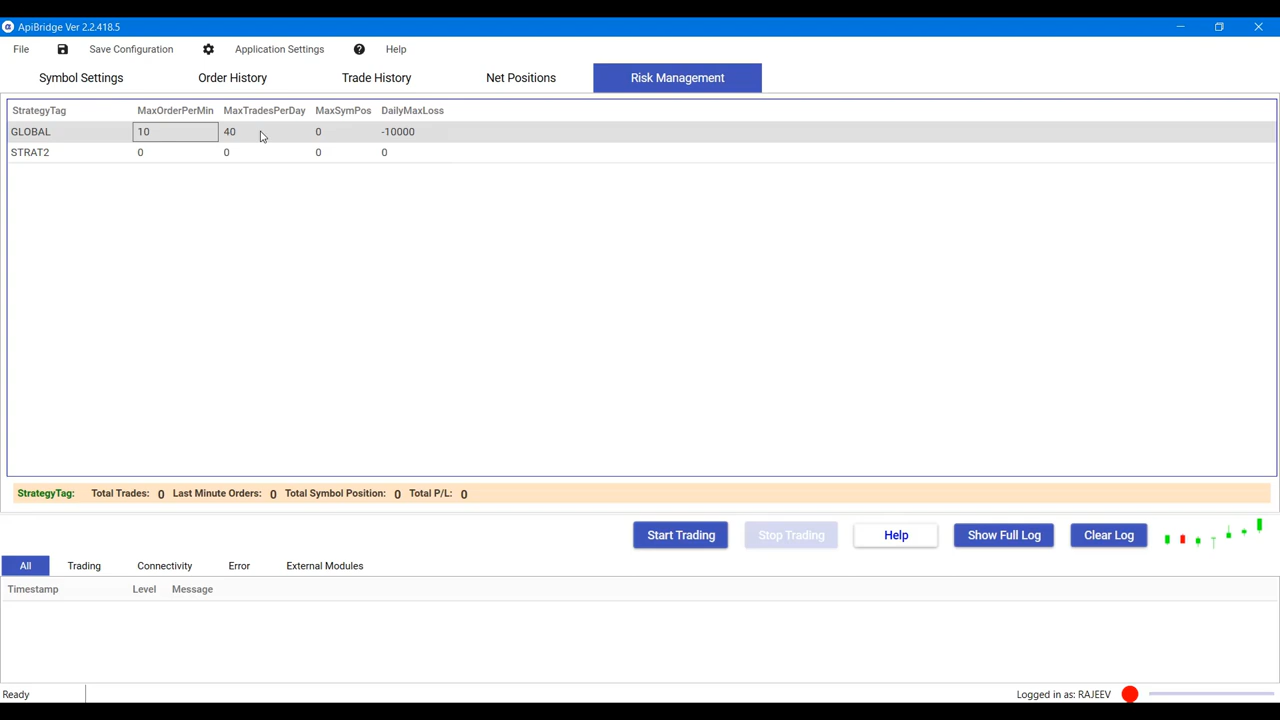 ApiBridge Ver 2.2.418.5
File Save Configuration Application Settings Help
Symbol Settings Order History Trade History Net Positions Risk Management
StrategyTag MaxOrderPerMin MaxTradesPerDay MaxSymPos DailyMaxLoss
GLOBAL 10 40 0 -10000
STRAT2 0 0 0 0
StrategyTag: Total Trades: 0 Last Minute Orders: 0 Total Symbol Position: 0 Total P/L: 0
Start Trading Stop Trading Help Show Full Log Clear Log
All Trading Connectivity Error External Modules
Timestamp Level Message
Ready Logged in as: RAJEEV